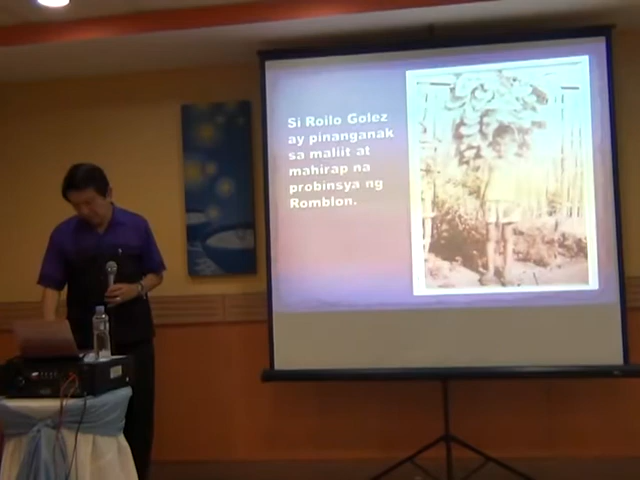 Si Roilo Golez
ay pinanganak
sa maliit at
mahirap na
probinsya ng
Romblon.